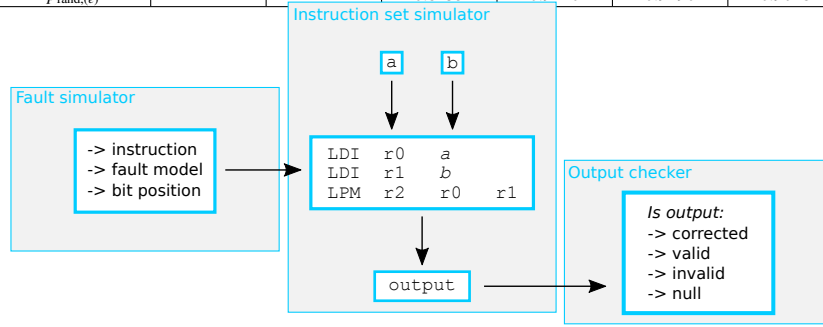 Instruction set simulator
a b
Fault simulator
-> instruction
-> fault model
-> bit position
LDI r0 a
LDI r1 b
LPM r2 r0 r1
output
Output checker
Is output:
-> corrected
-> valid
-> invalid
-> null